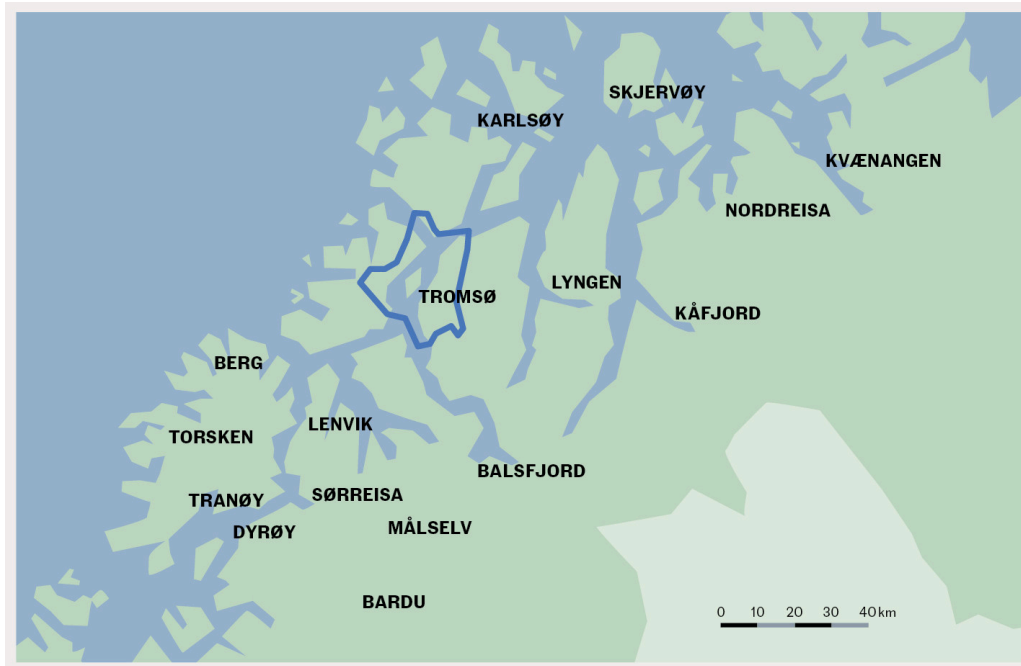 SKJERVØY
KARLSØY
KVÆNANGEN
NORDREISA
LYNGEN
TROMSØ
KÅFJORD
BERG
LENVIK
TORSKEN
BALSFJORD
SØRREISA
TRANØY
MÅLSELV
DYRØY
BARDU
0 10 20 30 40 km